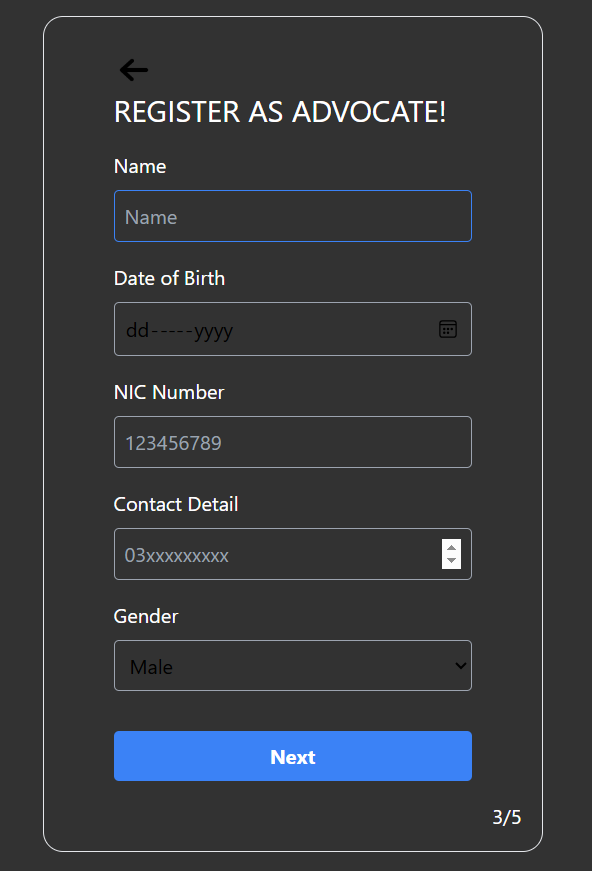 REGISTER AS ADVOCATE!
Name
Name
Date of Birth
dd-----yyyy
NIC Number
123456789
Contact Detail
03xxxxxxxxx
Gender
Male
Next
3/5